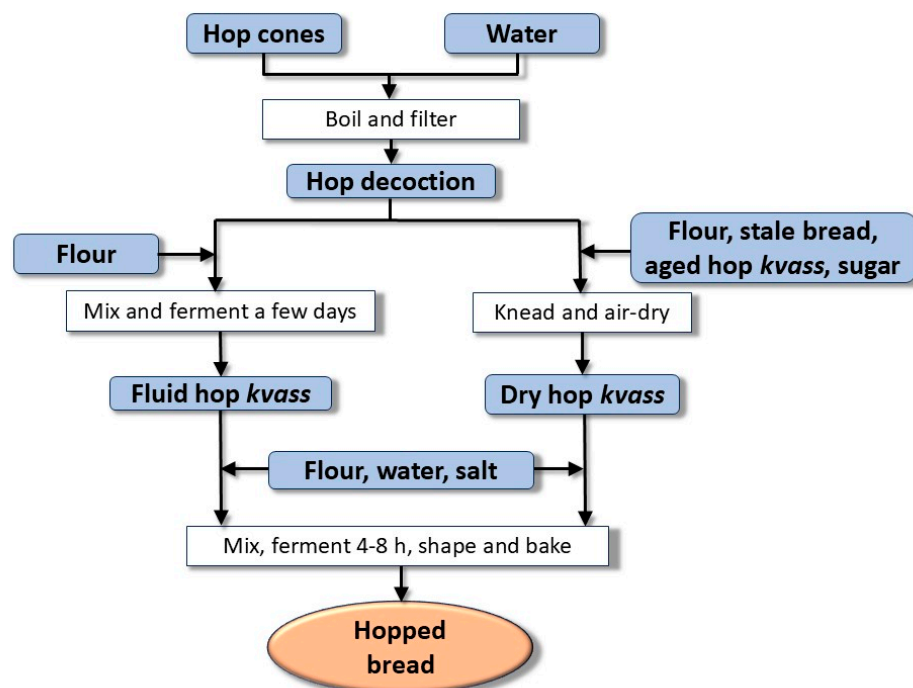 Hop cones
Water
Boil and filter
Hop decoction
Flour
Flour, stale bread,
aged hop kvass, sugar
Mix and ferment a few days
Knead and air-dry
Fluid hop kvass
Dry hop kvass
Flour, water, salt
Mix, ferment 4-8 h, shape and bake
Hopped
bread